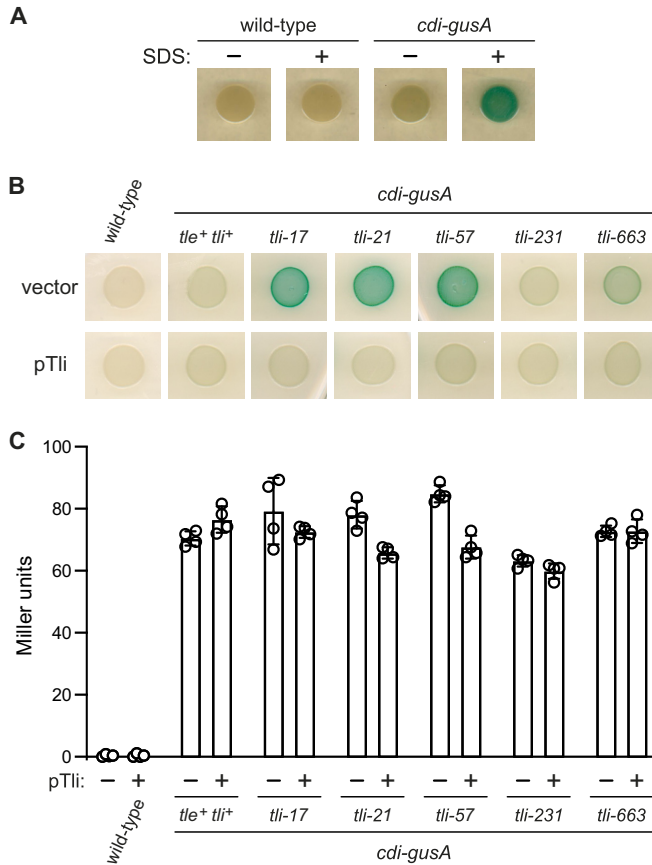 A
wild-type cdi-gusA
SDS: – + – +
B
wild-type
cdi-gusA
tle+ tli+ tli-17 tli-21 tli-57 tli-231 tli-663
vector
pTli
C
100
80
60
40
20
0
Miller units
pTli: – + – + – + – + – + – + – +
wild-type
tle+ tli+ tli-17 tli-21 tli-57 tli-231 tli-663
cdi-gusA